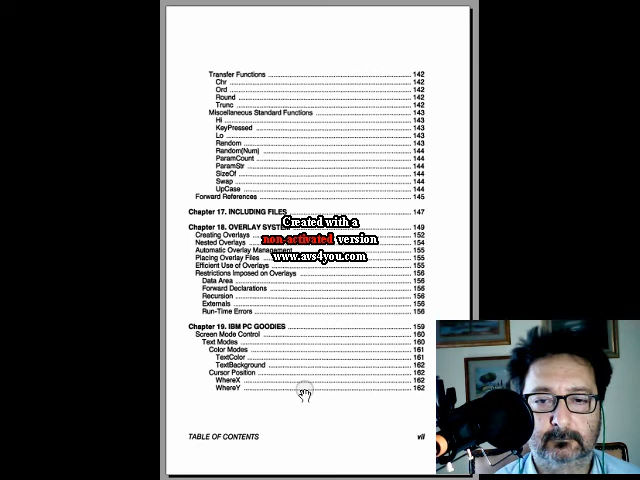 Transfer Functions ........ 142
Chr ........ 142
Ord ........ 142
Round ........ 142
Trunc ........ 142
Miscellaneous Standard Functions ........ 143
Hi ........ 143
KeyPressed ........ 143
Lo ........ 143
Random ........ 143
Random(Num) ........ 144
ParamCount ........ 144
ParamStr ........ 144
SizeOf ........ 144
Swap ........ 144
UpCase ........ 144
Forward References ........ 145
Chapter 17. INCLUDING FILES ........ 147
Chapter 18. OVERLAY SYSTEM ........ 149
Creating Overlays ........ 152
Nested Overlays ........ 154
Automatic Overlay Management ........ 155
Placing Overlay Files ........ 155
Efficient Use of Overlays ........ 155
Restrictions Imposed on Overlays ........ 156
Data Area ........ 156
Forward Declarations ........ 156
Recursion ........ 156
Externals ........ 156
Run-Time Errors ........ 156
Chapter 19. IBM PC GOODIES ........ 159
Screen Mode Control ........ 160
Text Modes ........ 160
Color Modes ........ 161
TextColor ........ 161
TextBackground ........ 162
Cursor Position ........ 162
WhereX ........ 162
WhereY ........ 162
TABLE OF CONTENTS vii
Created with a
non-activated version
www.avs4you.com